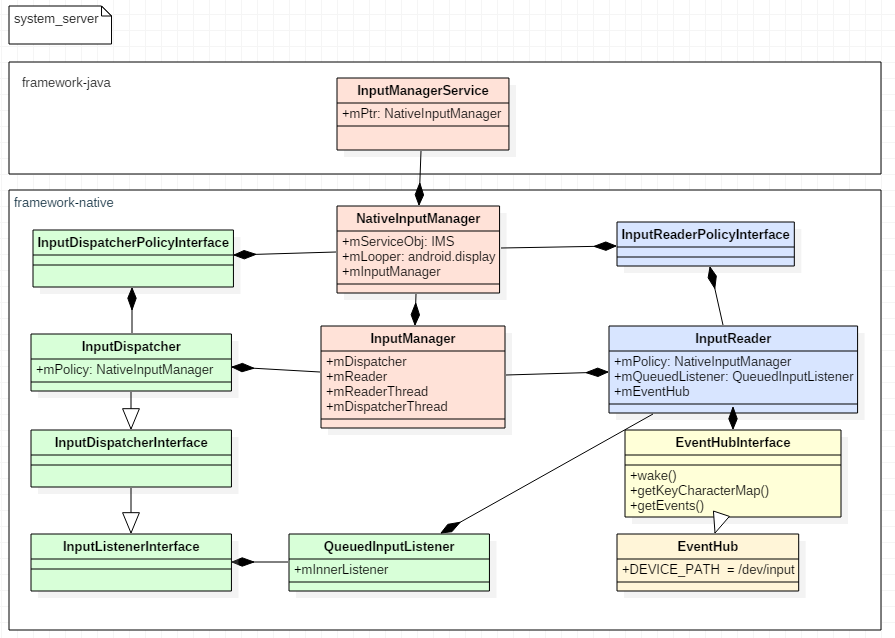 system_server
framework-java
InputManagerService
+mPtr: NativeInputManager
framework-native
NativeInputManager
+mServiceObj: IMS
+mLooper: android.display
+mInputManager
InputDispatcherPolicyInterface
InputReaderPolicyInterface
InputDispatcher
+mPolicy: NativeInputManager
InputManager
+mDispatcher
+mReader
+mReaderThread
+mDispatcherThread
InputReader
+mPolicy: NativeInputManager
+mQueuedListener: QueuedInputListener
+mEventHub
InputDispatcherInterface
EventHubInterface
+wake()
+getKeyCharacterMap()
+getEvents()
InputListenerInterface
QueuedInputListener
+mInnerListener
EventHub
+DEVICE_PATH = /dev/input